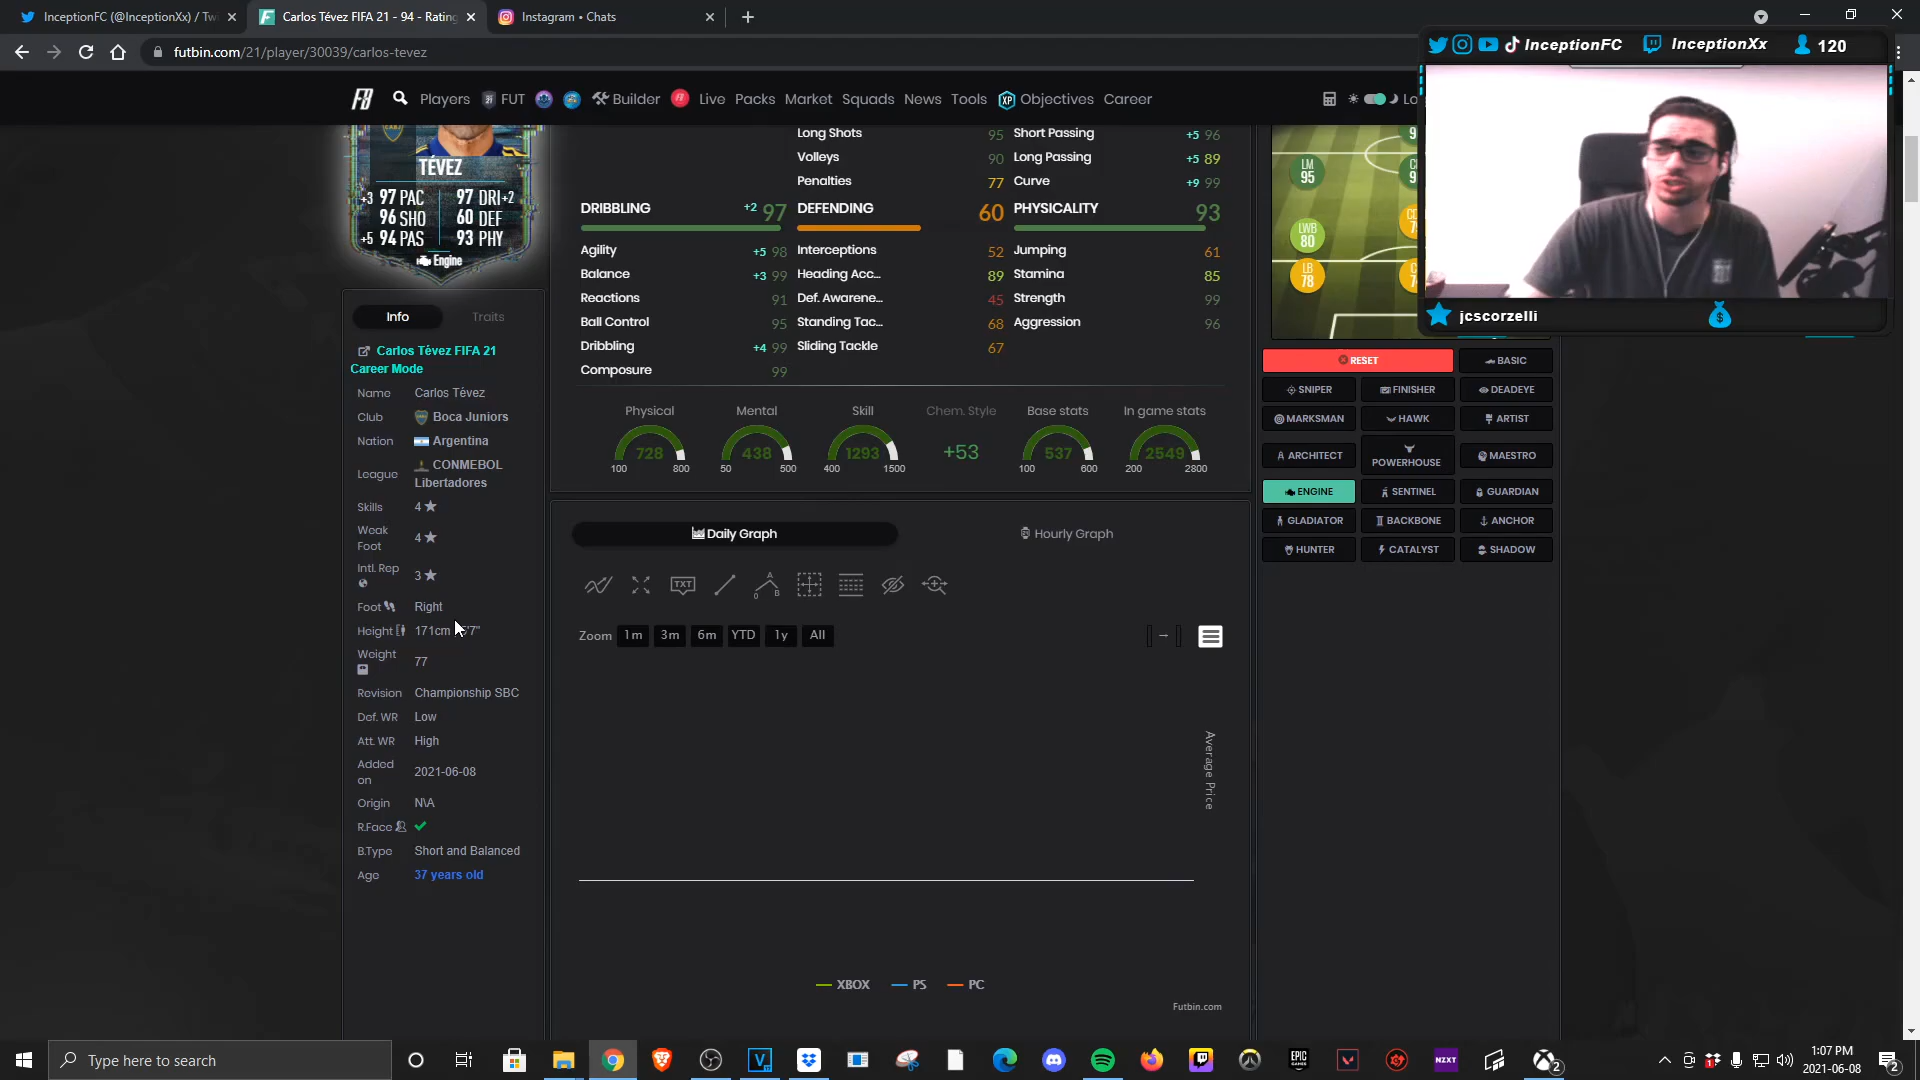 InceptionFC (@InceptionXx) / Tw
Carlos Tévez FIFA 21 - 94 - Rating
Instagram • Chats
futbin.com/21/player/30039/carlos-tevez
InceptionFC
InceptionXx
120
Players
FUT
Builder
Live
Packs
Market
Squads
News
Tools
XP
Objectives
Career
Lo
TÉVEZ
+3 97 PAC 97 DRI+2
96 SHO 60 DEF
+5 94 PAS 93 PHY
Engine
Long Shots 95
Volleys 90
Penalties 77
Short Passing +5 96
Long Passing +5 89
Curve +9 99
DRIBBLING +2 97
Agility +5 98
Balance +3 99
Reactions 91
Ball Control 95
Dribbling +4 99
Composure 99
DEFENDING 60
Interceptions 52
Heading Acc... 89
Def. Awarene... 45
Standing Tac... 68
Sliding Tackle 67
PHYSICALITY 93
Jumping 61
Stamina 85
Strength 99
Aggression 96
LM
95
LWB
80
LB
78
jcscorzelli
Info
Traits
Carlos Tévez FIFA 21
Career Mode
Name Carlos Tévez
Club Boca Juniors
Nation Argentina
League CONMEBOL
Libertadores
Skills 4
Weak
Foot 4
Intl. Rep 3
Foot Right
Height 171cm
Weight 77
Revision Championship SBC
Def. WR Low
Att. WR High
Added
on 2021-06-08
Origin N\A
R.Face
B.Type Short and Balanced
Age 37 years old
Physical
728
100 800
Mental
438
50 500
Skill
1293
400 1500
Chem. Style
+53
Base stats
537
100 600
In game stats
2549
200 2800
RESET
BASIC
SNIPER
FINISHER
DEADEYE
MARKSMAN
HAWK
ARTIST
ARCHITECT
POWERHOUSE
MAESTRO
ENGINE
SENTINEL
GUARDIAN
GLADIATOR
BACKBONE
ANCHOR
HUNTER
CATALYST
SHADOW
Daily Graph
Hourly Graph
TXT
Zoom 1m 3m 6m YTD 1y All
→
Average Price
XBOX PS PC
Futbin.com
Type here to search
1:07 PM
2021-06-08